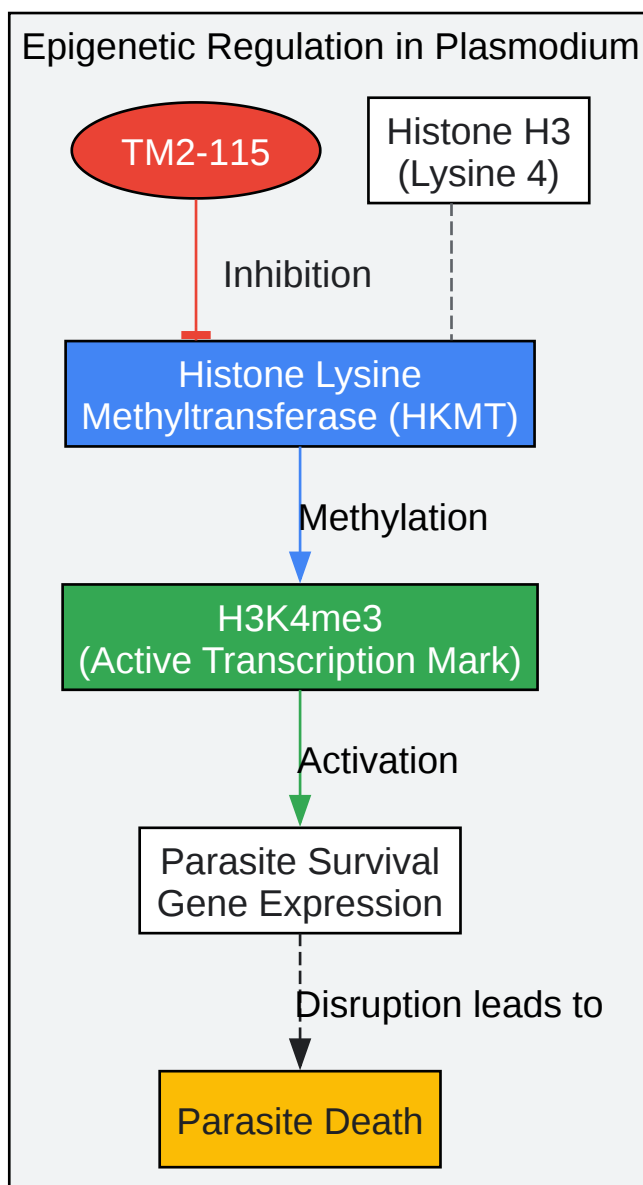 Epigenetic Regulation in Plasmodium
TM2-115
Histone H3
(Lysine 4)
Inhibition
Histone Lysine
Methyltransferase (HKMT)
Methylation
H3K4me3
(Active Transcription Mark)
Activation
Parasite Survival
Gene Expression
Disruption leads to
Parasite Death